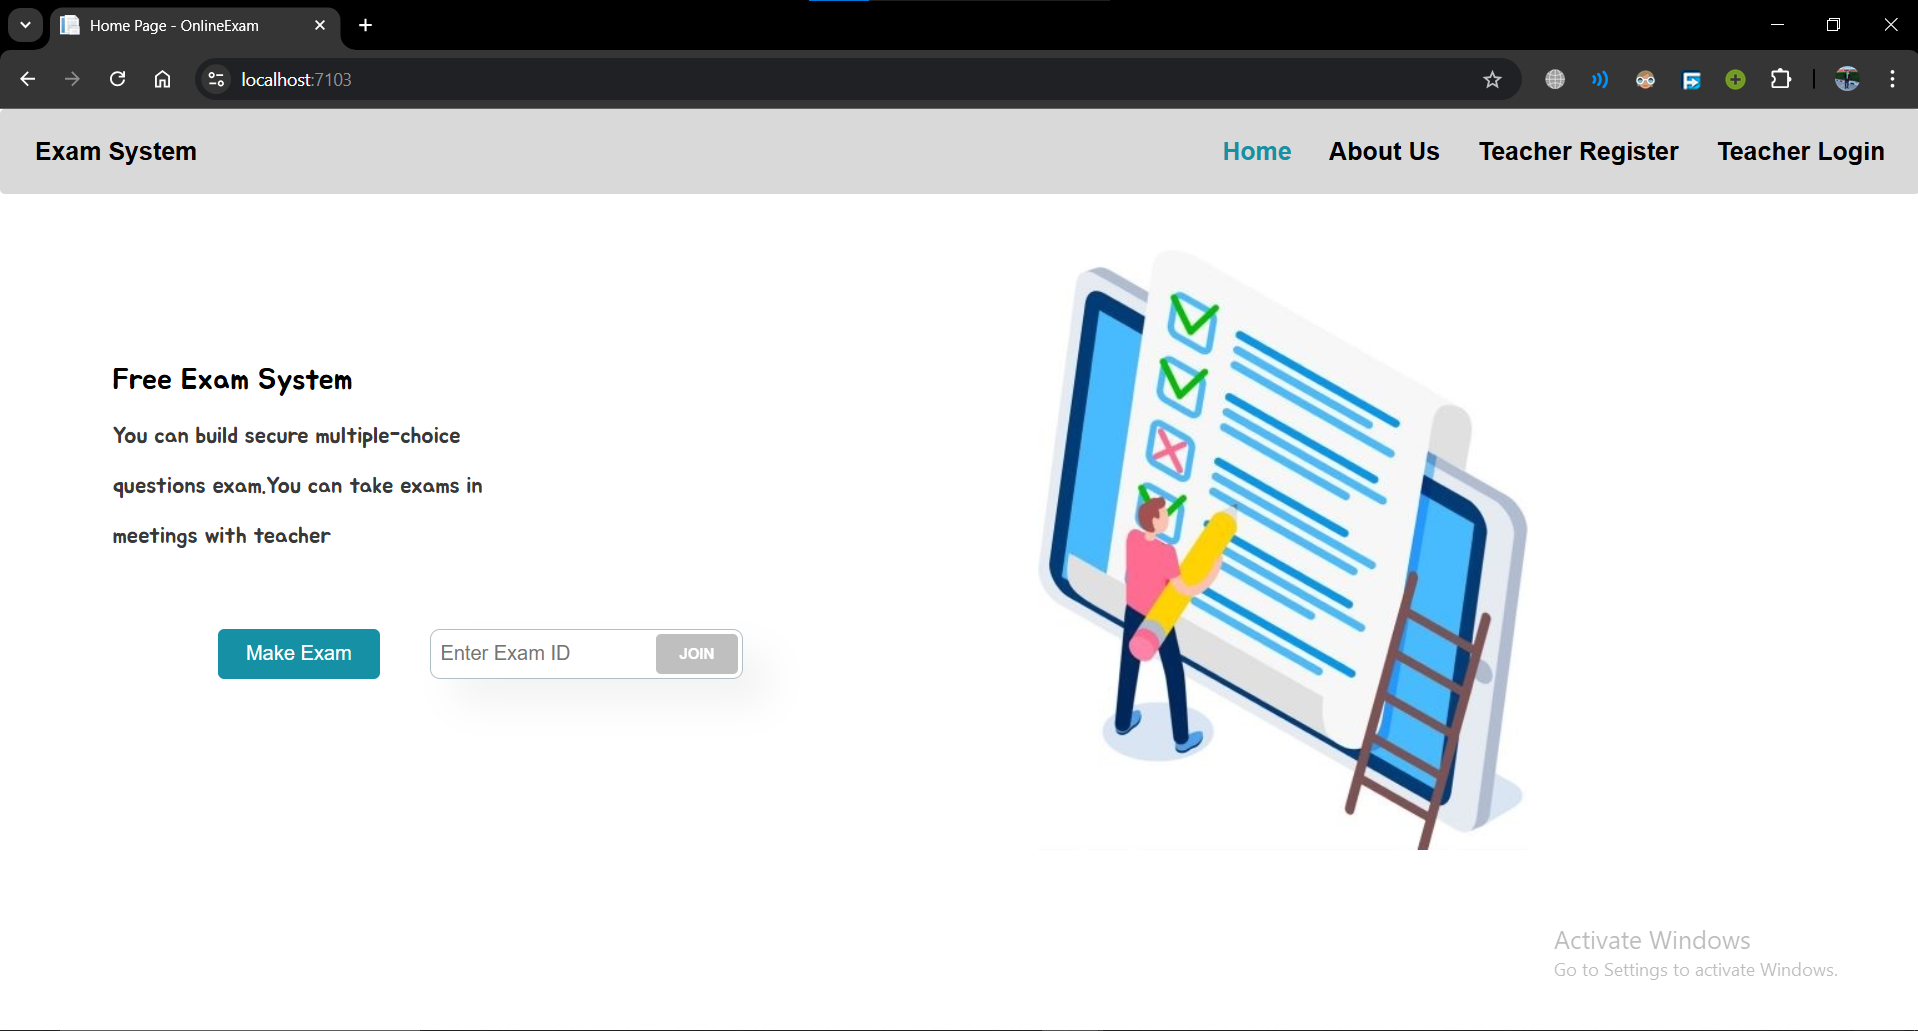 Home Page - OnlineExam
localhost:7103
Exam System
Home
About Us
Teacher Register
Teacher Login
Free Exam System
You can build secure multiple-choice
questions exam.You can take exams in
meetings with teacher
Make Exam
Enter Exam ID
JOIN
Activate Windows
Go to Settings to activate Windows.